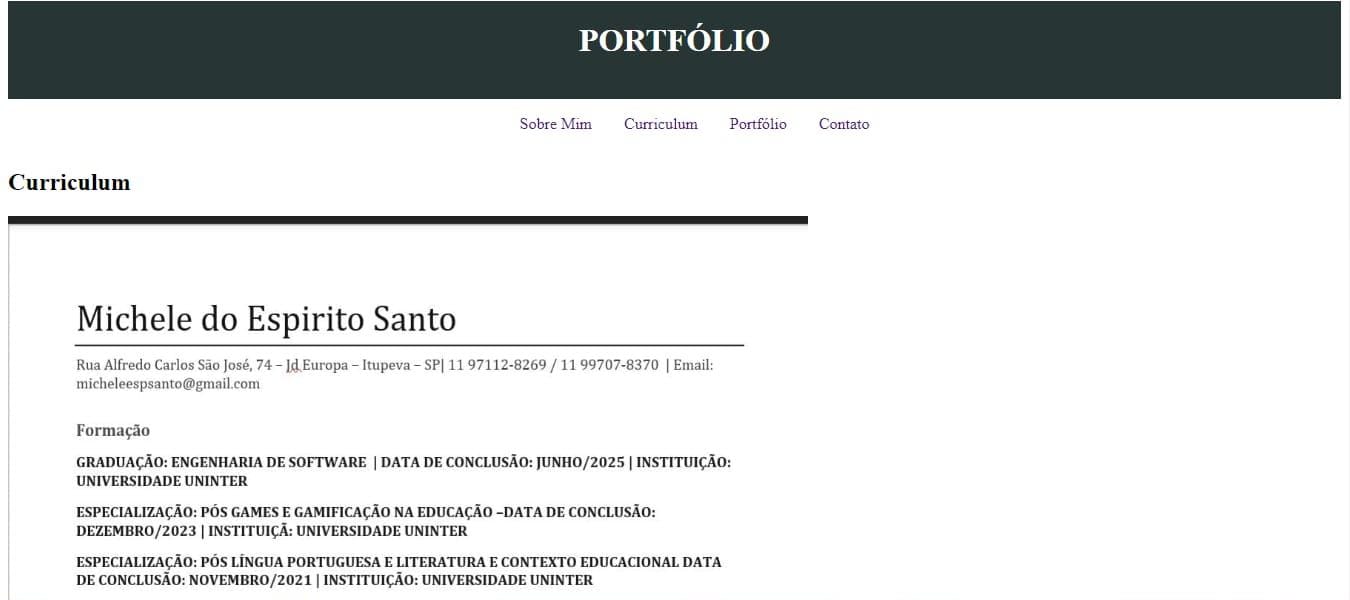 PORTFÓLIO
Sobre Mim Curriculum Portfólio Contato
Curriculum
Michele do Espirito Santo
Rua Alfredo Carlos São José, 74 – Jd Europa – Itupeva – SP| 11 97112-8269 / 11 99707-8370 | Email:
micheleespsanto@gmail.com
Formação
GRADUAÇÃO: ENGENHARIA DE SOFTWARE | DATA DE CONCLUSÃO: JUNHO/2025 | INSTITUIÇÃO:
UNIVERSIDADE UNINTER
ESPECIALIZAÇÃO: PÓS GAMES E GAMIFICAÇÃO NA EDUCAÇÃO –DATA DE CONCLUSÃO:
DEZEMBRO/2023 | INSTITUIÇÃ: UNIVERSIDADE UNINTER
ESPECIALIZAÇÃO: PÓS LÍNGUA PORTUGUESA E LITERATURA E CONTEXTO EDUCACIONAL DATA
DE CONCLUSÃO: NOVEMBRO/2021 | INSTITUIÇÃO: UNIVERSIDADE UNINTER